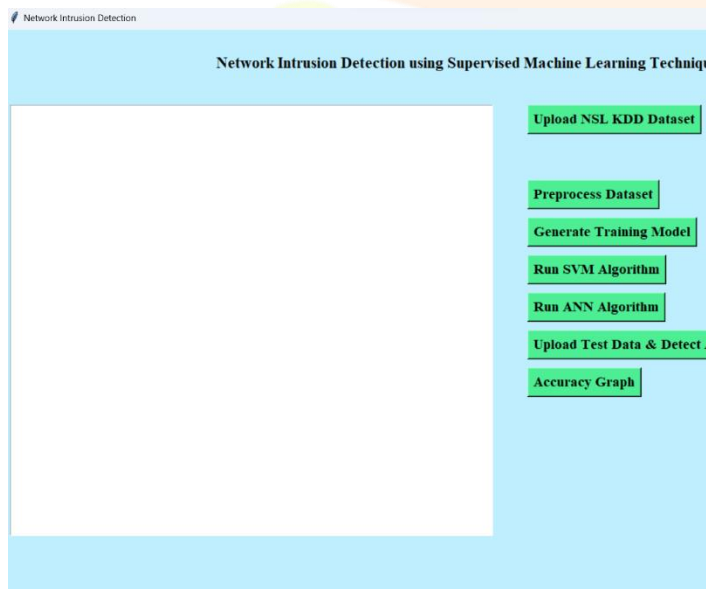 Network Intrusion Detection
Network Intrusion Detection using Supervised Machine Learning
Upload NSL KDD Dataset
Preprocess Dataset
Generate Training Model
Run SVM Algorithm
Run ANN Algorithm
Upload Test Data & Detect
Accuracy Graph